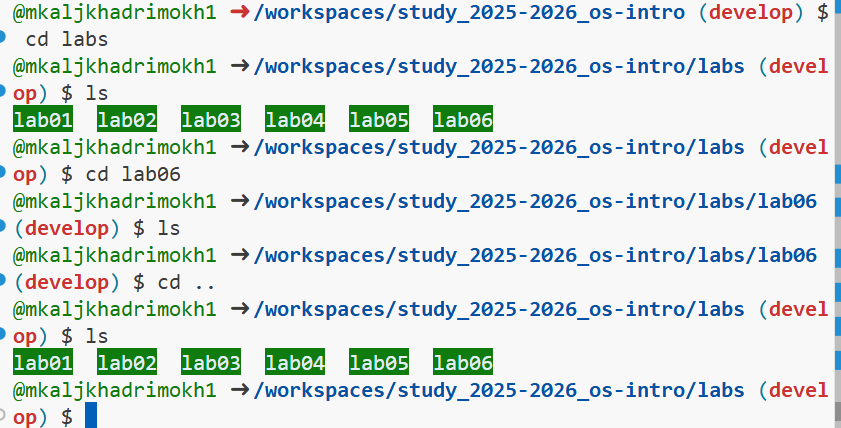 @mkaljkhadrimokh1 ➜/workspaces/study_2025-2026_os-intro (develop) $
cd labs
@mkaljkhadrimokh1 ➜/workspaces/study_2025-2026_os-intro/labs (devel
op) $ ls
lab01 lab02 lab03 lab04 lab05 lab06
@mkaljkhadrimokh1 ➜/workspaces/study_2025-2026_os-intro/labs (devel
op) $ cd lab06
@mkaljkhadrimokh1 ➜/workspaces/study_2025-2026_os-intro/labs/lab06
(develop) $ ls
@mkaljkhadrimokh1 ➜/workspaces/study_2025-2026_os-intro/labs/lab06
(develop) $ cd ..
@mkaljkhadrimokh1 ➜/workspaces/study_2025-2026_os-intro/labs (devel
op) $ ls
lab01 lab02 lab03 lab04 lab05 lab06
@mkaljkhadrimokh1 ➜/workspaces/study_2025-2026_os-intro/labs (devel
op) $